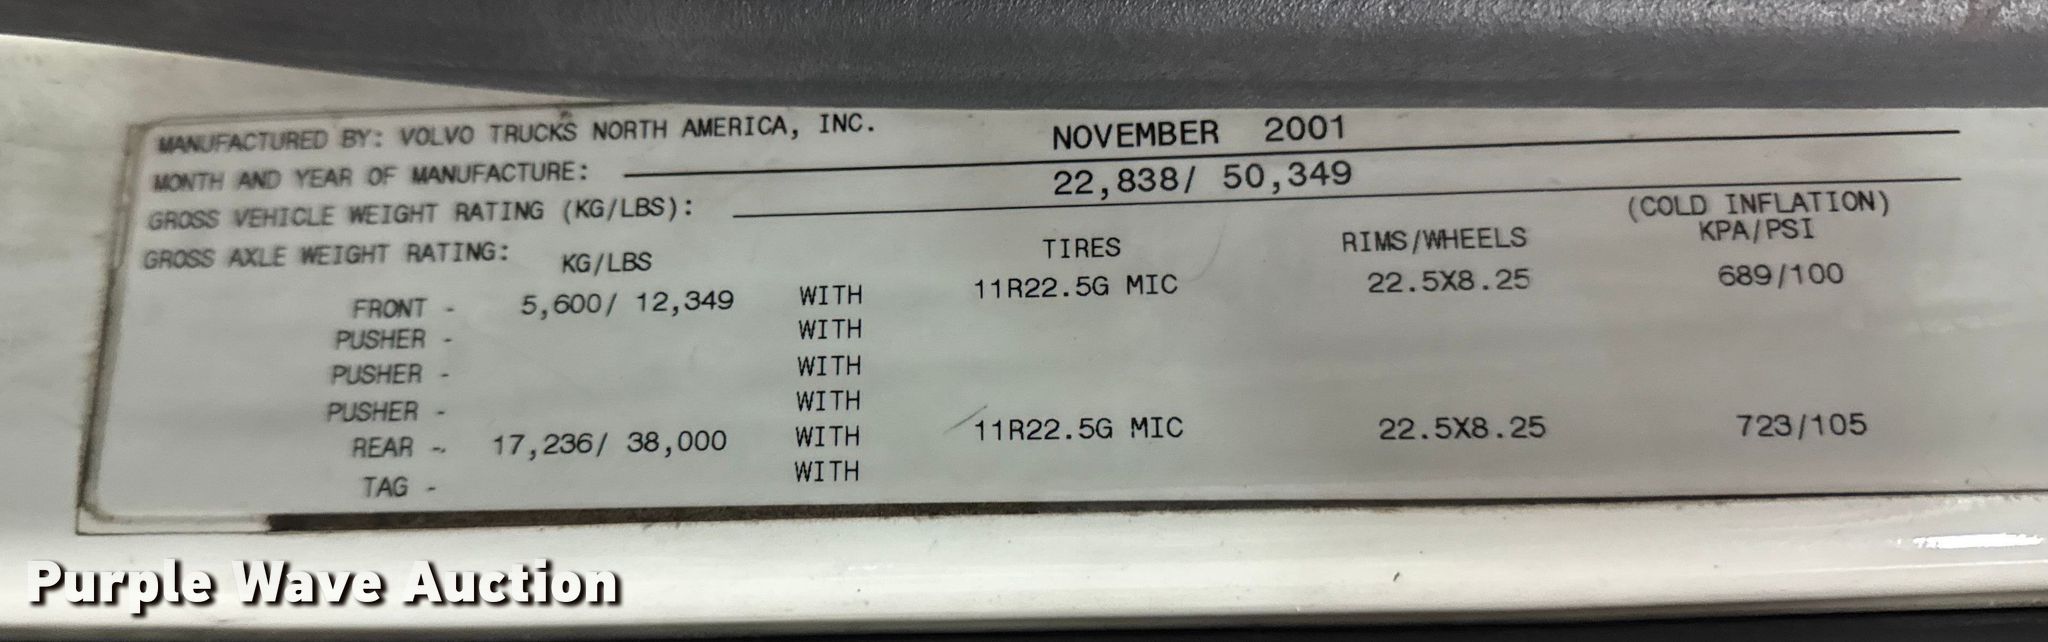 MANUFACTURED BY: VOLVO TRUCKS NORTH AMERICA, INC.
MONTH AND YEAR OF MANUFACTURE: NOVEMBER 2001
GROSS VEHICLE WEIGHT RATING (KG/LBS): 22,838/ 50,349
GROSS AXLE WEIGHT RATING: (COLD INFLATION)
KG/LBS TIRES RIMS/WHEELS KPA/PSI
FRONT - 5,600/ 12,349 WITH 11R22.5G MIC 22.5X8.25 689/100
PUSHER - WITH
PUSHER - WITH
PUSHER - WITH
REAR - 17,236/ 38,000 WITH 11R22.5G MIC 22.5X8.25 723/105
TAG - WITH
Purple Wave Auction